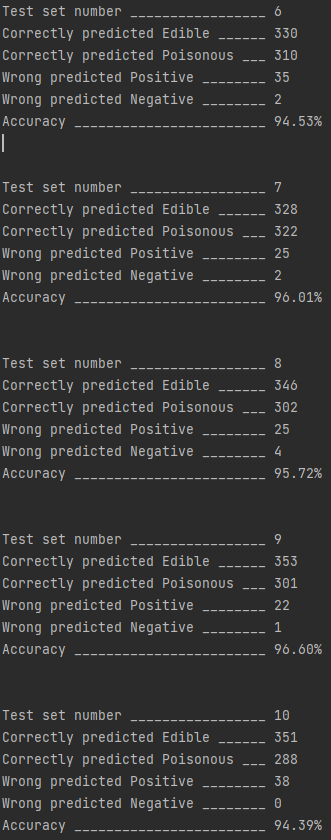 Test set number _________________ 6
Correctly predicted Edible ______ 330
Correctly predicted Poisonous ___ 310
Wrong predicted Positive ________ 35
Wrong predicted Negative ________ 2
Accuracy ________________________ 94.53%
Test set number _________________ 7
Correctly predicted Edible ______ 328
Correctly predicted Poisonous ___ 322
Wrong predicted Positive ________ 25
Wrong predicted Negative ________ 2
Accuracy ________________________ 96.01%
Test set number _________________ 8
Correctly predicted Edible ______ 346
Correctly predicted Poisonous ___ 302
Wrong predicted Positive ________ 25
Wrong predicted Negative ________ 4
Accuracy ________________________ 95.72%
Test set number _________________ 9
Correctly predicted Edible ______ 353
Correctly predicted Poisonous ___ 301
Wrong predicted Positive ________ 22
Wrong predicted Negative ________ 1
Accuracy ________________________ 96.60%
Test set number _________________ 10
Correctly predicted Edible ______ 351
Correctly predicted Poisonous ___ 288
Wrong predicted Positive ________ 38
Wrong predicted Negative ________ 0
Accuracy ________________________ 94.39%